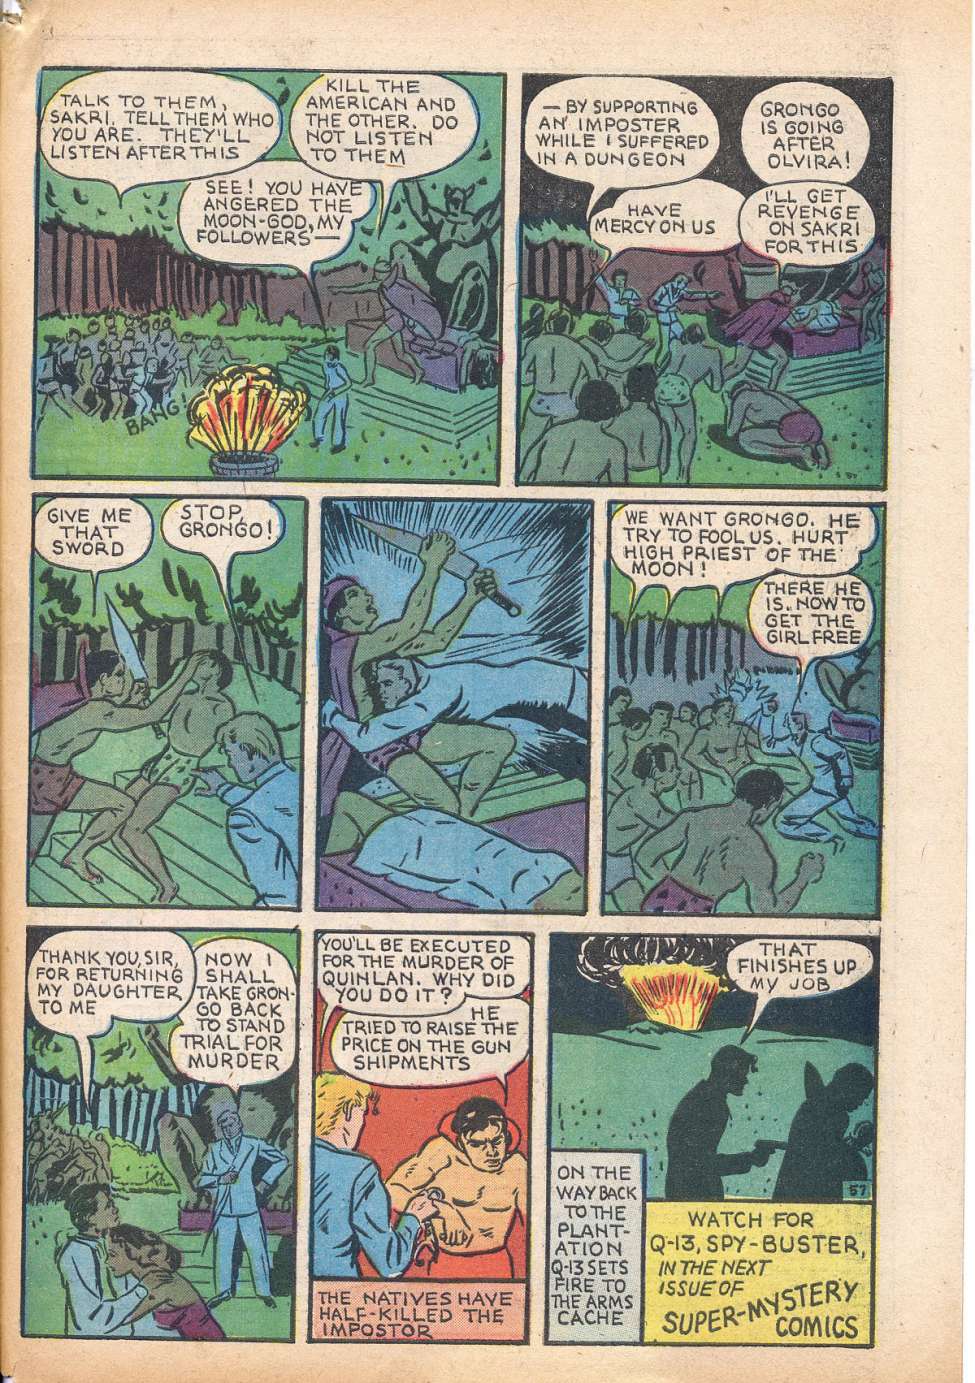 TALK TO THEM,
SAKRI. TELL THEM WHO
YOU ARE. THEY'LL
LISTEN AFTER THIS
KILL THE
AMERICAN AND
THE OTHER. DO
NOT LISTEN
TO THEM
SEE! YOU HAVE
ANGERED THE
MOON-GOD, MY
FOLLOWERS—
BANG!
— BY SUPPORTING
AN IMPOSTER
WHILE I SUFFERED
IN A DUNGEON
GRONGO
IS GOING
AFTER
OLVIRA!
HAVE
MERCY ON US
I'LL GET
REVENGE
ON SAKRI
FOR THIS
GIVE ME
THAT
SWORD
STOP,
GRONGO!
WE WANT GRONGO. HE
TRY TO FOOL US. HURT
HIGH PRIEST OF THE
MOON!
THERE HE
IS. NOW TO
GET THE
GIRL FREE
THANK YOU, SIR,
FOR RETURNING
MY DAUGHTER
TO ME
NOW I
SHALL
TAKE GRON-
GO BACK
TO STAND
TRIAL FOR
MURDER
YOU'LL BE EXECUTED
FOR THE MURDER OF
QUINLAN. WHY DID
YOU DO IT?
HE
TRIED TO RAISE THE
PRICE ON THE GUN
SHIPMENTS
THE NATIVES HAVE
HALF-KILLED THE
IMPOSTOR
THAT
FINISHES UP
MY JOB
ON THE
WAY BACK
TO THE
PLANT-
ATION
Q-13 SETS
FIRE TO
THE ARMS
CACHE
57
WATCH FOR
Q-13, SPY-BUSTER,
IN THE NEXT
ISSUE OF
SUPER-MYSTERY
COMICS